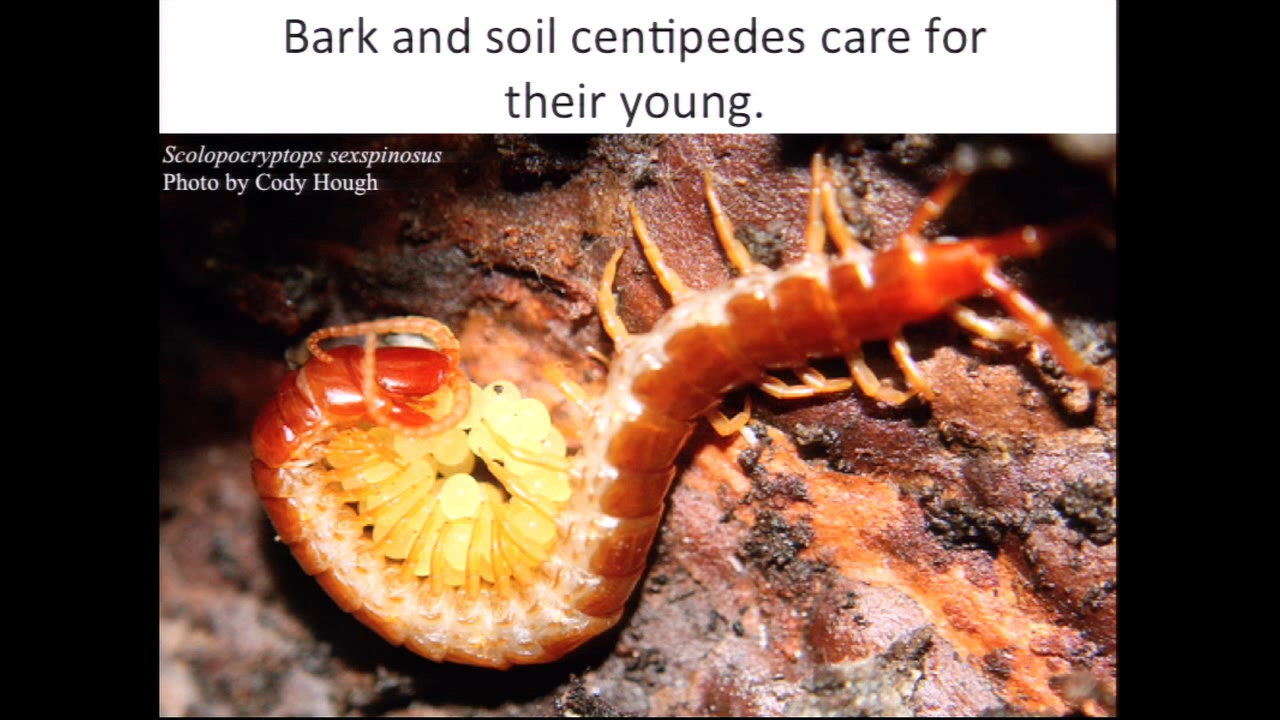 Bark and soil centipedes care for
their young.
Scolopocryptops sexspinosus
Photo by Cody Hough